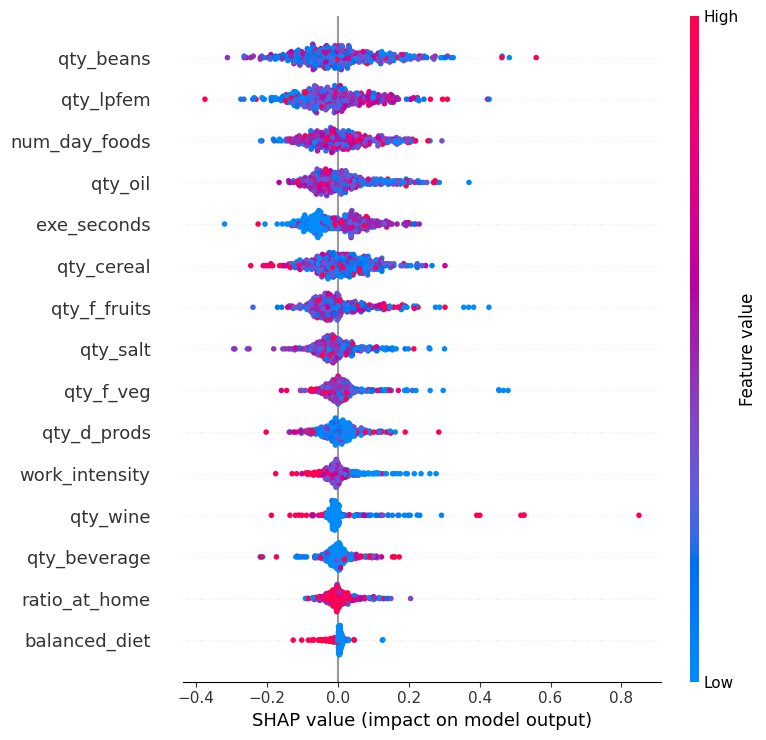 High
qty_beans
qty_lpfem
num_day_foods
qty_oil
exe_seconds
qty_cereal
qty_f_fruits
qty_salt
qty_f_veg
qty_d_prods
work_intensity
qty_wine
qty_beverage
ratio_at_home
balanced_diet
Feature value
Low
−0.4 −0.2 0.0 0.2 0.4 0.6 0.8
SHAP value (impact on model output)